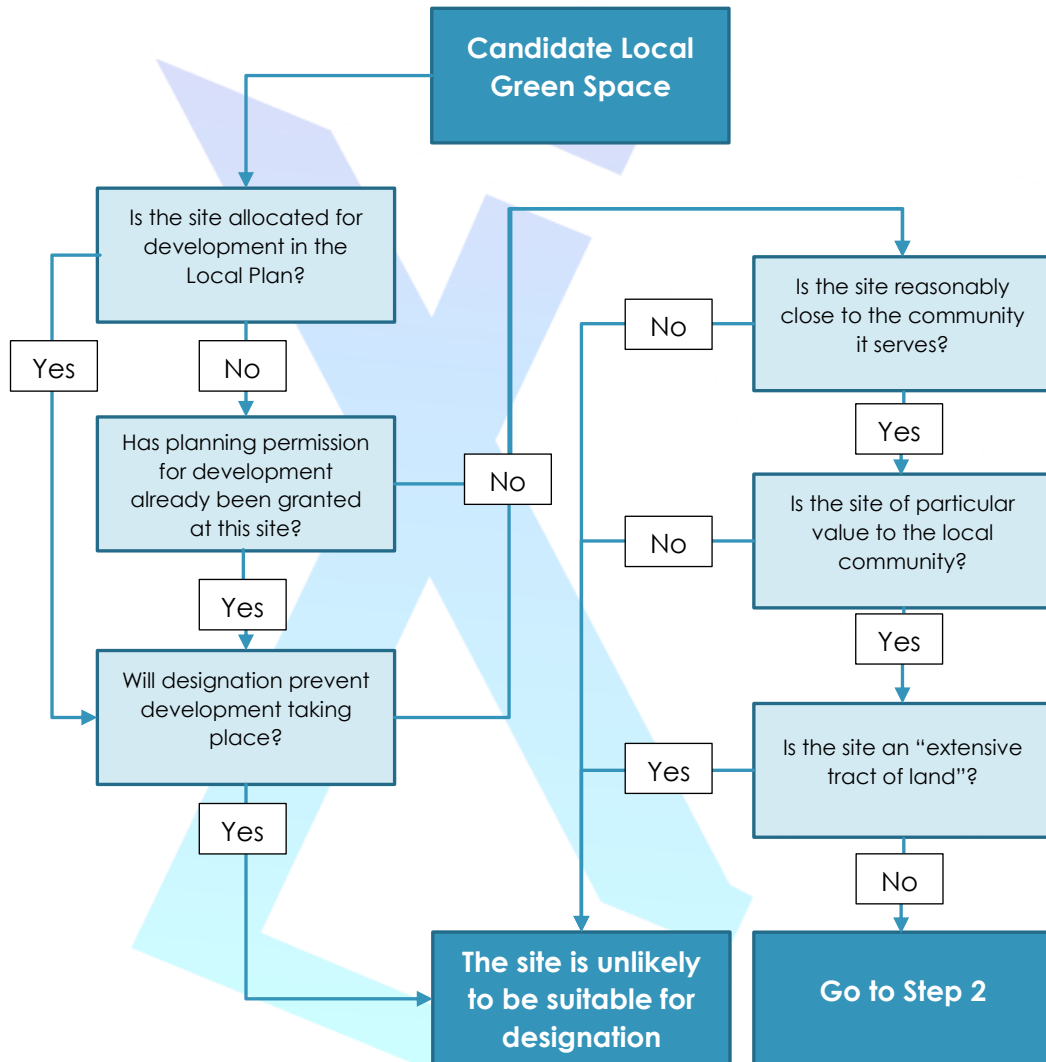 Candidate Local
Green Space
Is the site allocated for
development in the
Local Plan?
Yes
No
Has planning permission
for development
already been granted
at this site?
No
Yes
Will designation prevent
development taking
place?
Yes
Is the site reasonably
close to the community
it serves?
No
Yes
Is the site of particular
value to the local
community?
No
Yes
Is the site an “extensive
tract of land”?
Yes
No
The site is unlikely
to be suitable for
designation
Go to Step 2